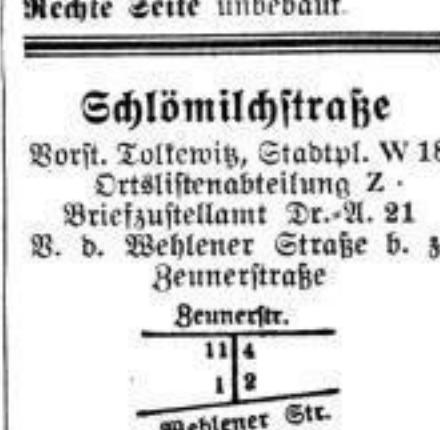 Rechte Seite unbebaut.
Schlömilchstraße
Vorst. Tolkewitz, Stadtpl. W 18
Ortslistenabteilung Z
Briefzustellamt Dr.-A. 21
V. d. Wehlener Straße b. z.
Zeunerstraße
Zeunerstr.
11 4
1 2
Wehlener Str.